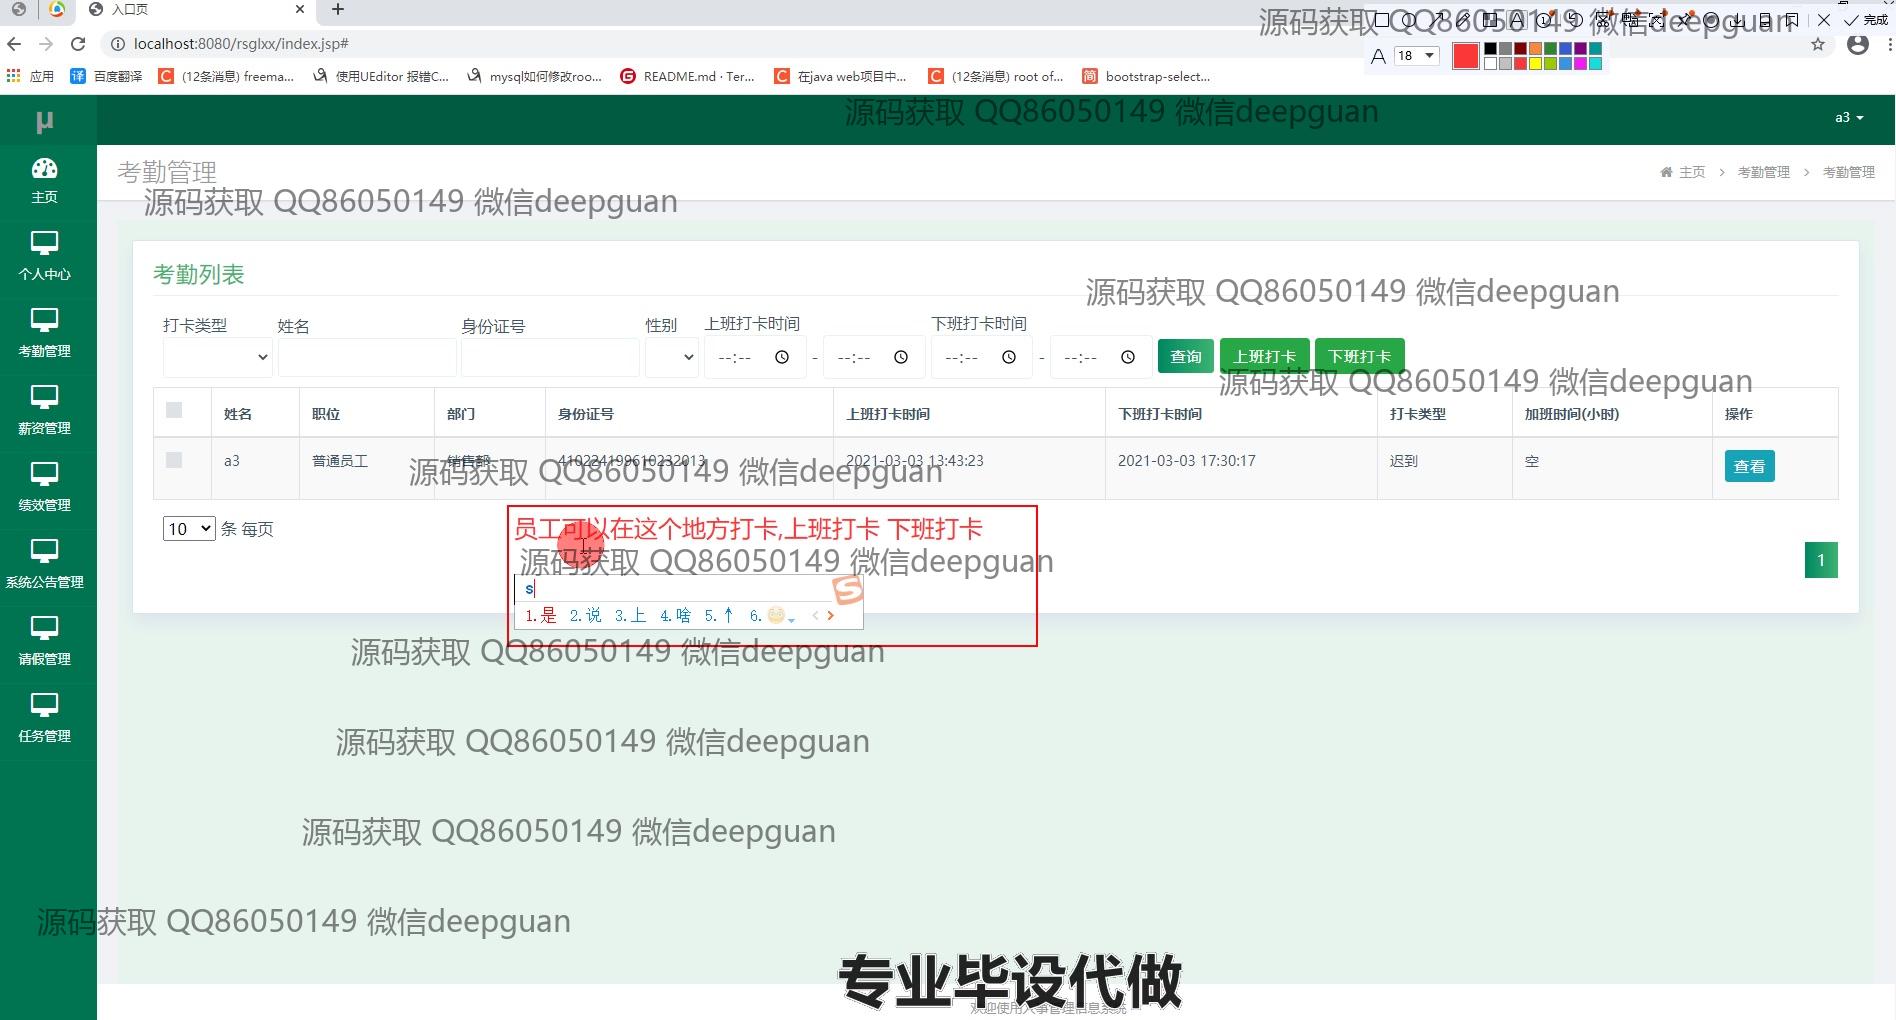 入口页
localhost:8080/rsglxx/index.jsp#
完成
18
应用 百度翻译 (12条消息) freema... 使用UEditor 报错C... mysql如何修改roo... README.md · Ter... 在java web项目中... (12条消息) root of... bootstrap-select...
源码获取 QQ86050149 微信deepguan
源码获取 QQ86050149 微信deepguan
μ
a3
主页
个人中心
考勤管理
薪资管理
绩效管理
系统公告管理
请假管理
任务管理
考勤管理
主页 > 考勤管理 > 考勤管理
源码获取 QQ86050149 微信deepguan
考勤列表
源码获取 QQ86050149 微信deepguan
打卡类型 姓名 身份证号 性别 上班打卡时间 下班打卡时间
--:-- - --:-- --:-- - --:-- 查询 上班打卡 下班打卡
源码获取 QQ86050149 微信deepguan
姓名 职位 部门 身份证号 上班打卡时间 下班打卡时间 打卡类型 加班时间(小时) 操作
a3 普通员工 销售部 410224199610232013 2021-03-03 13:43:23 2021-03-03 17:30:17 迟到 空 查看
源码获取 QQ86050149 微信deepguan
10 条 每页
员工可以在这个地方打卡,上班打卡 下班打卡
源码获取 QQ86050149 微信deepguan
1
s
1.是 2.说 3.上 4.啥 5.↑ 6.
源码获取 QQ86050149 微信deepguan
源码获取 QQ86050149 微信deepguan
源码获取 QQ86050149 微信deepguan
源码获取 QQ86050149 微信deepguan
专业毕设代做
欢迎使用人事管理信息系统